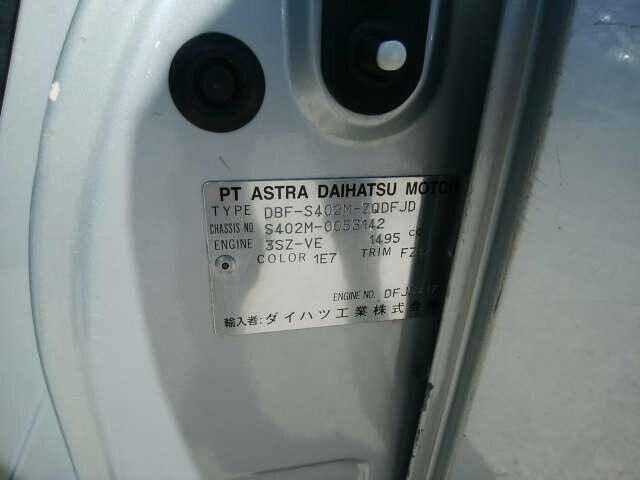 PT ASTRA DAIHATSU MOTOR
TYPE DBF-S402M-ZQDFJD
CHASSIS NO. S402M-0053142
ENGINE 3SZ-VE 1495 cc
COLOR 1E7 TRIM
ENGINE NO.
輸入者:ダイハツ工業株式会